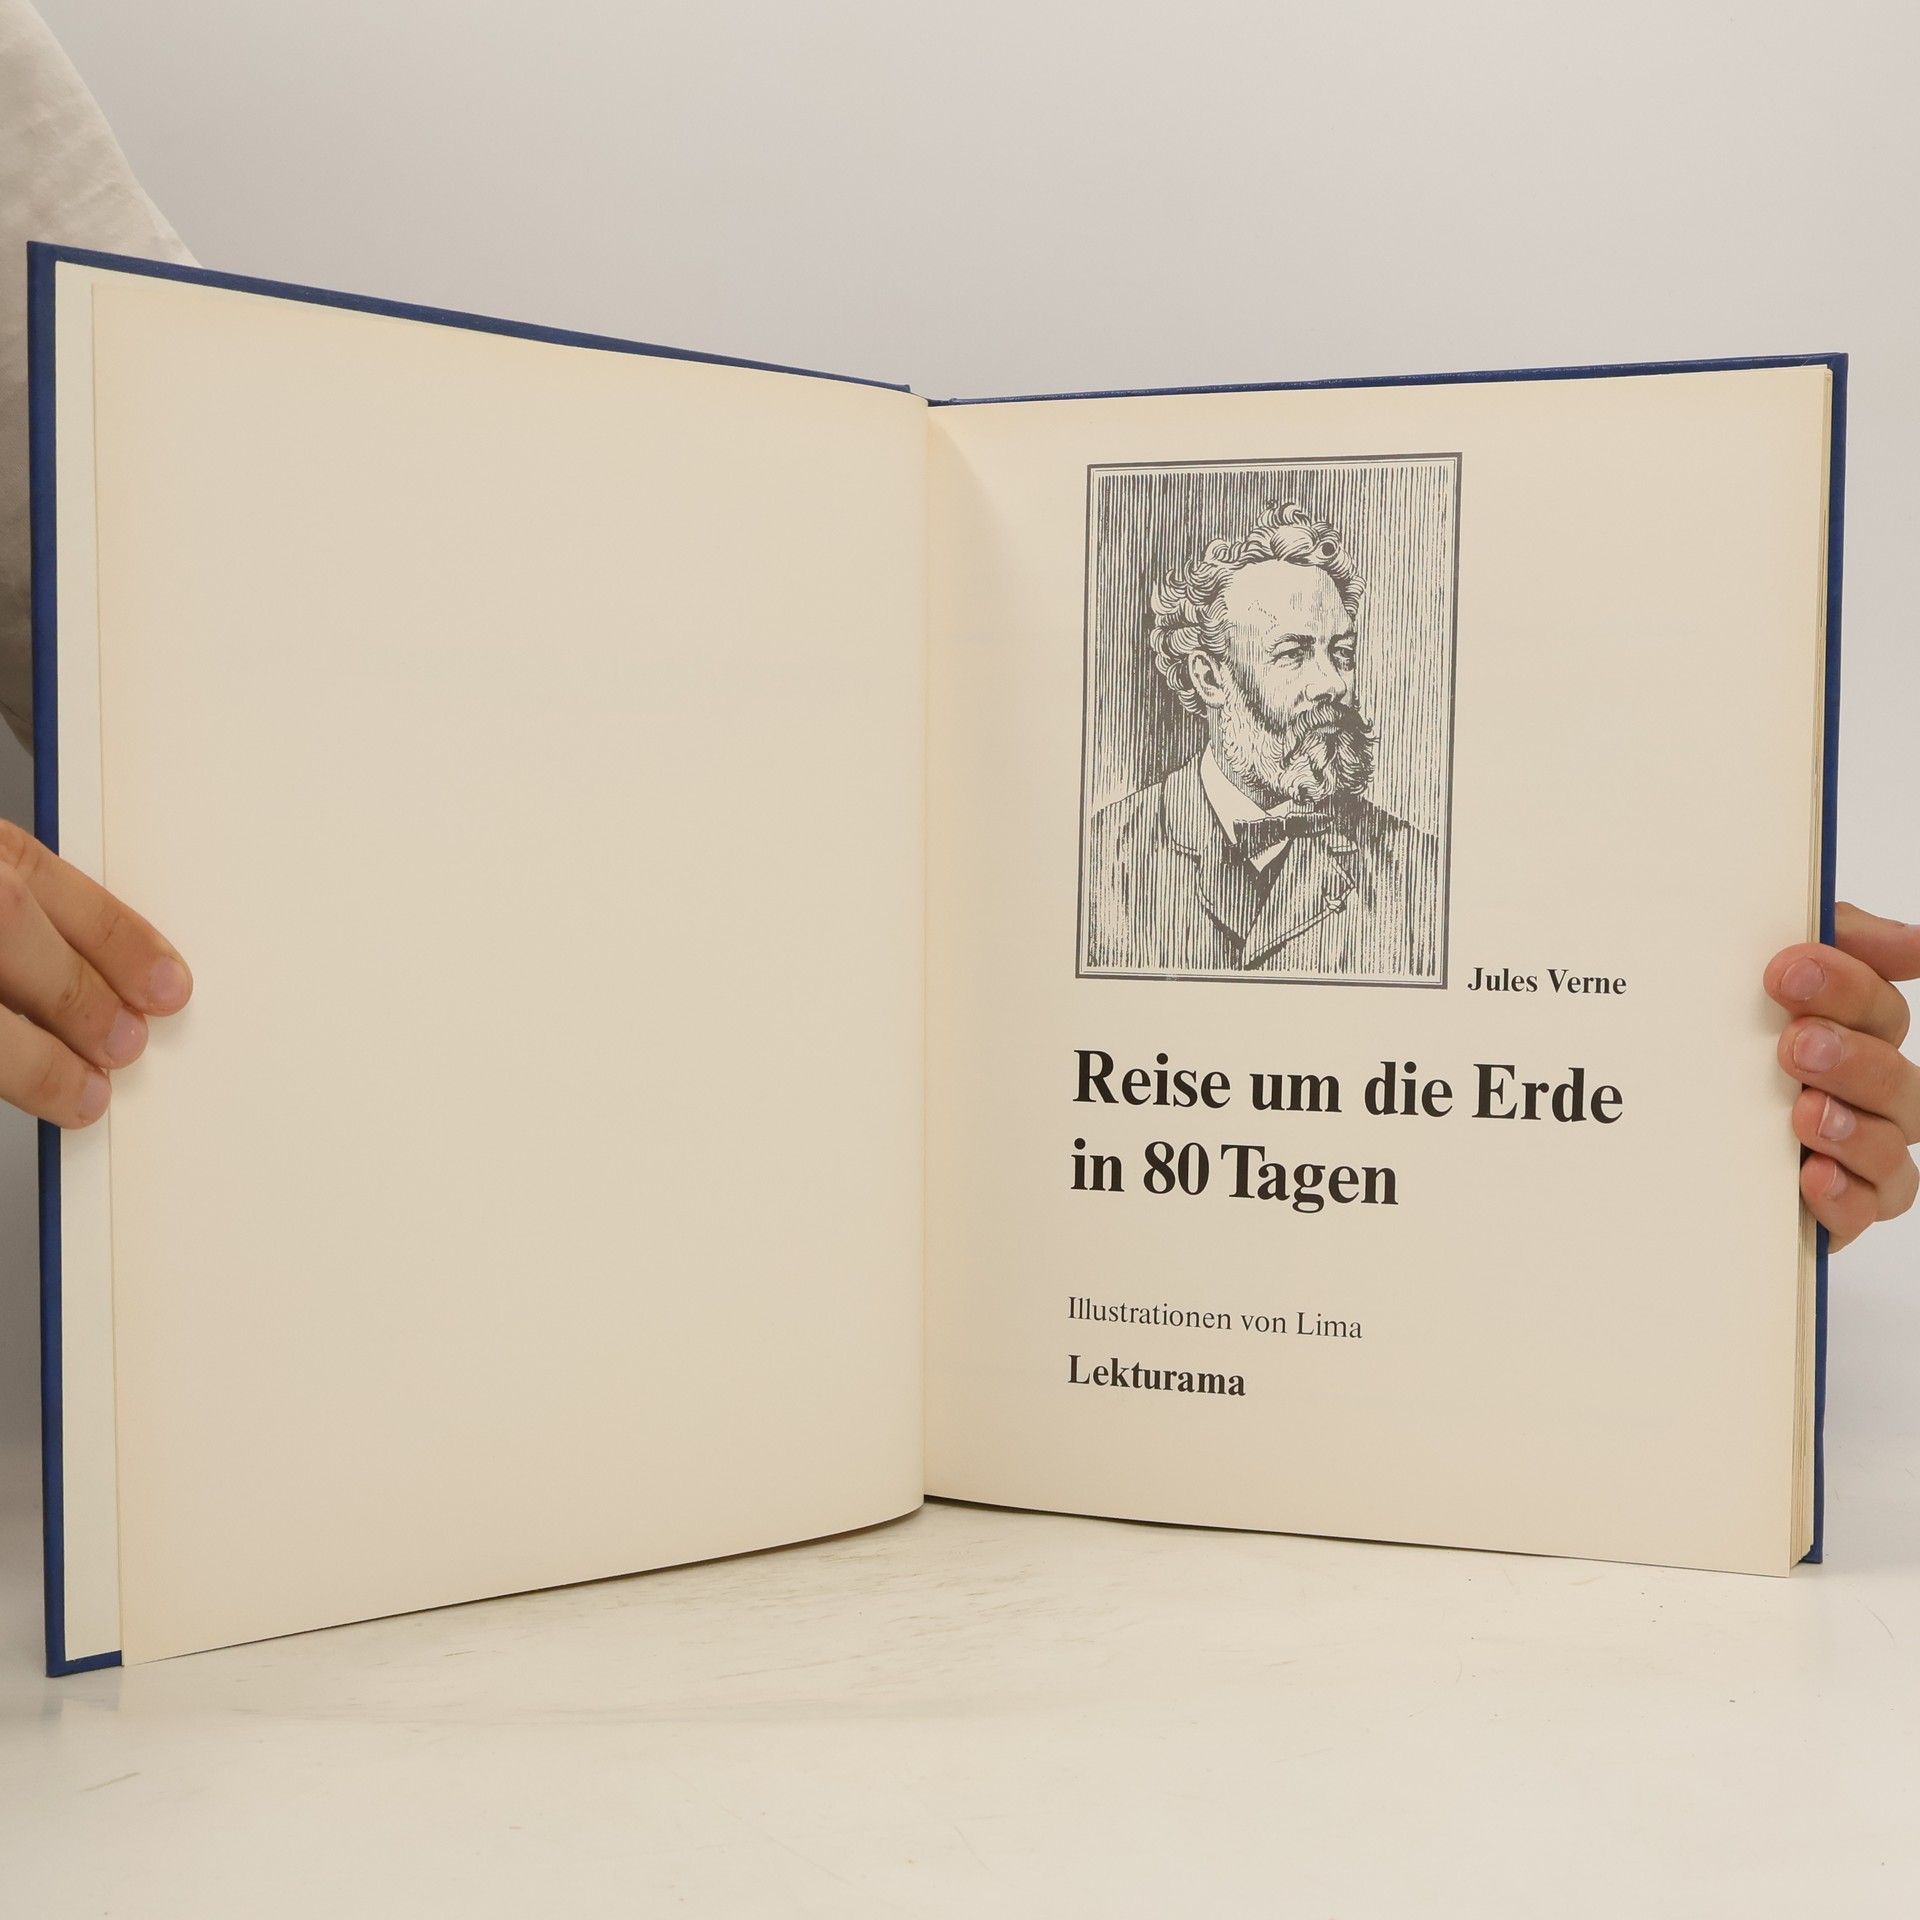 Jules Verne
Reise um die Erde
in 80 Tagen
Illustrationen von Lima
Lekturama